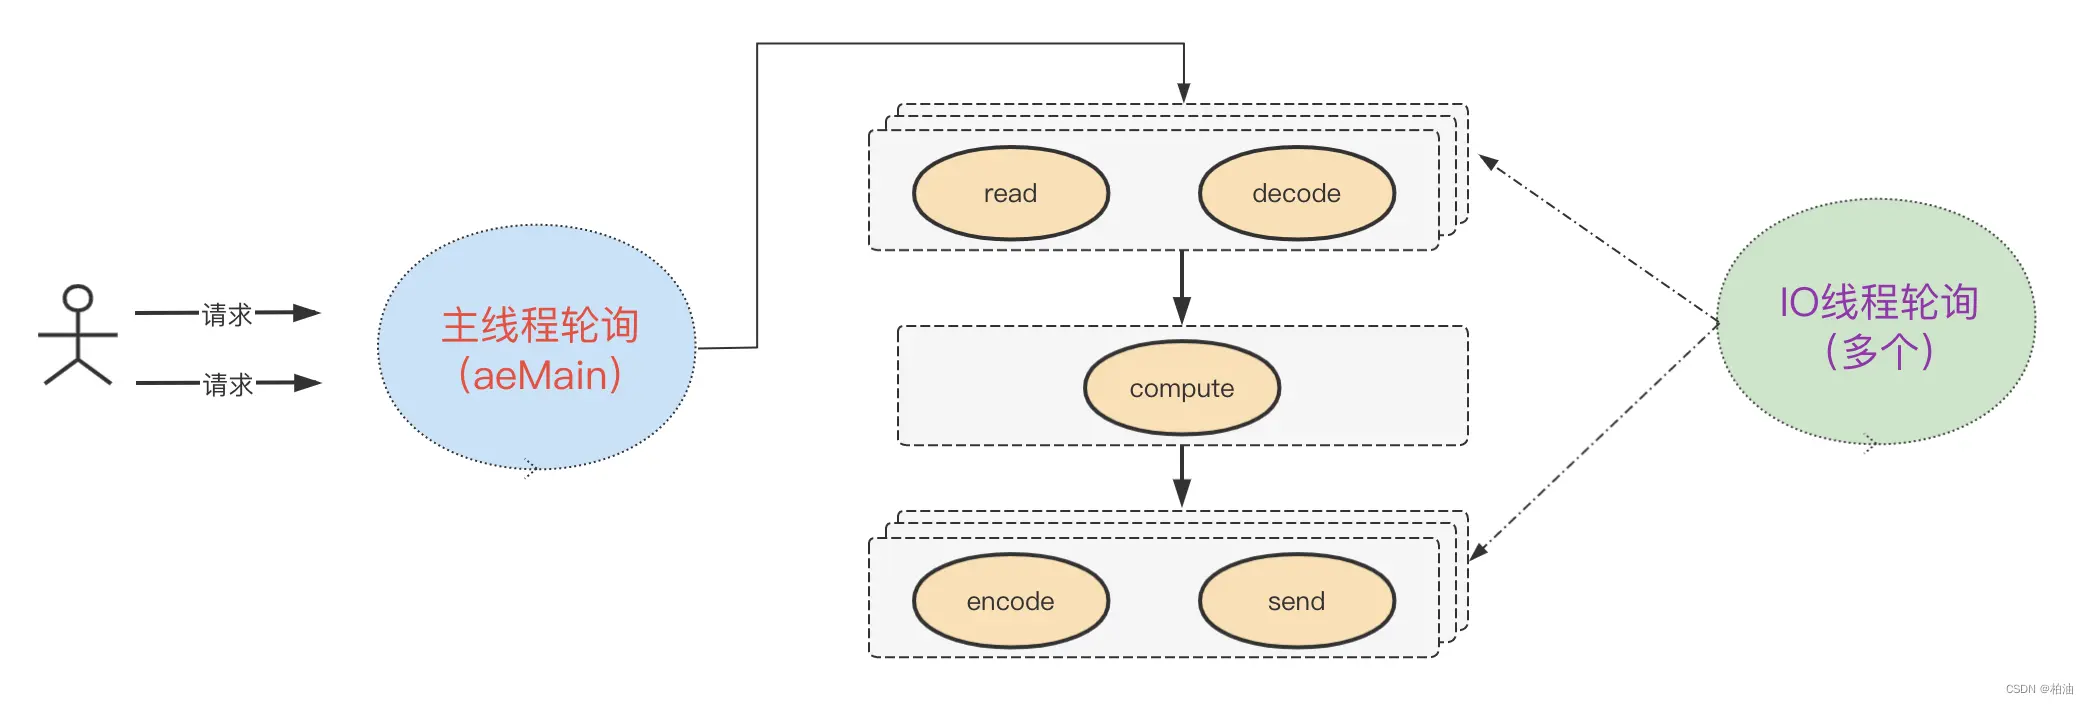 请求
请求
主线程轮询
（aeMain）
read
decode
compute
encode
send
IO线程轮询
（多个）
CSDN @柏油